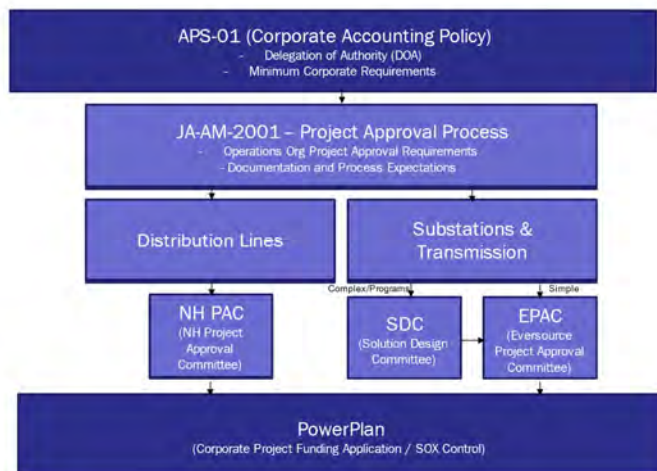 APS-01 (Corporate Accounting Policy)
- Delegation of Authority (DOA)
- Minimum Corporate Requirements
JA-AM-2001 – Project Approval Process
- Operations Org Project Approval Requirements
- Documentation and Process Expectations
Distribution Lines
Substations &
Transmission
Complex/Programs
Simple
NH PAC
(NH Project
Approval
Committee)
SDC
(Solution Design
Committee)
EPAC
(Eversource
Project Approval
Committee)
PowerPlan
(Corporate Project Funding Application / SOX Control)